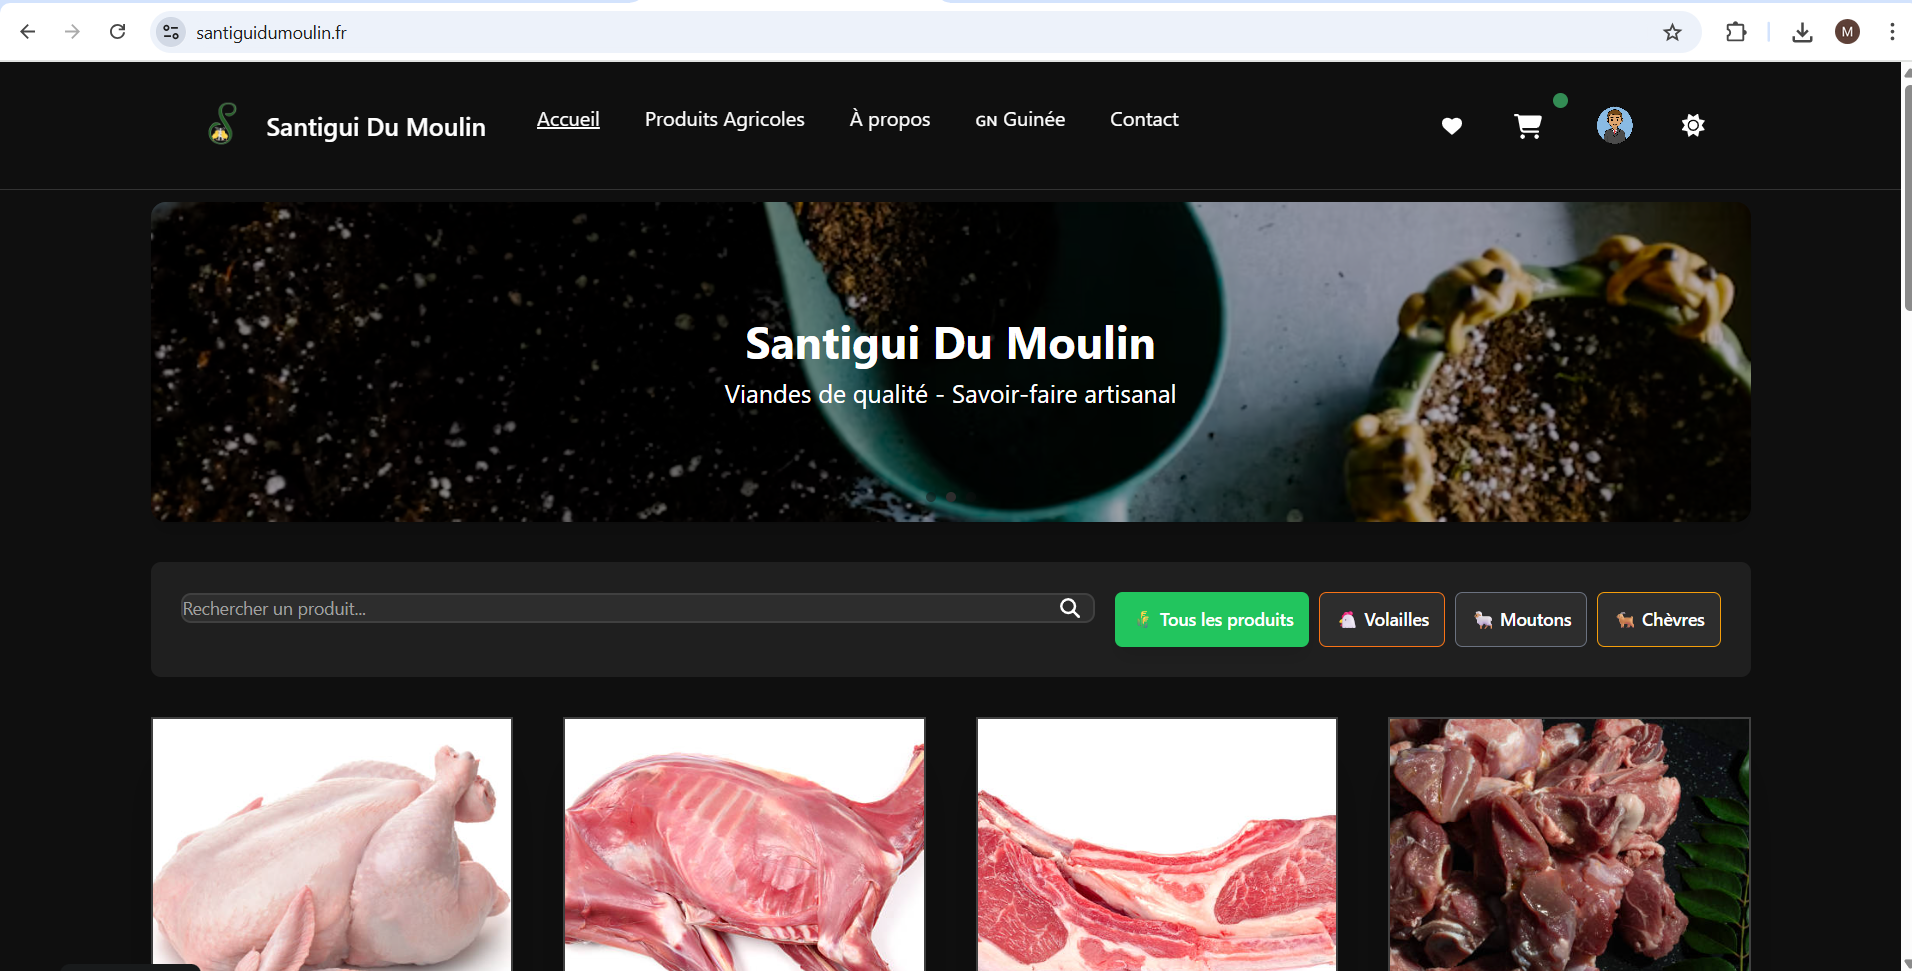 santiguidumoulin.fr
M
Santigui Du Moulin
Accueil
Produits Agricoles
À propos
GN Guinée
Contact
Santigui Du Moulin
Viandes de qualité - Savoir-faire artisanal
Rechercher un produit...
Tous les produits
Volailles
Moutons
Chèvres